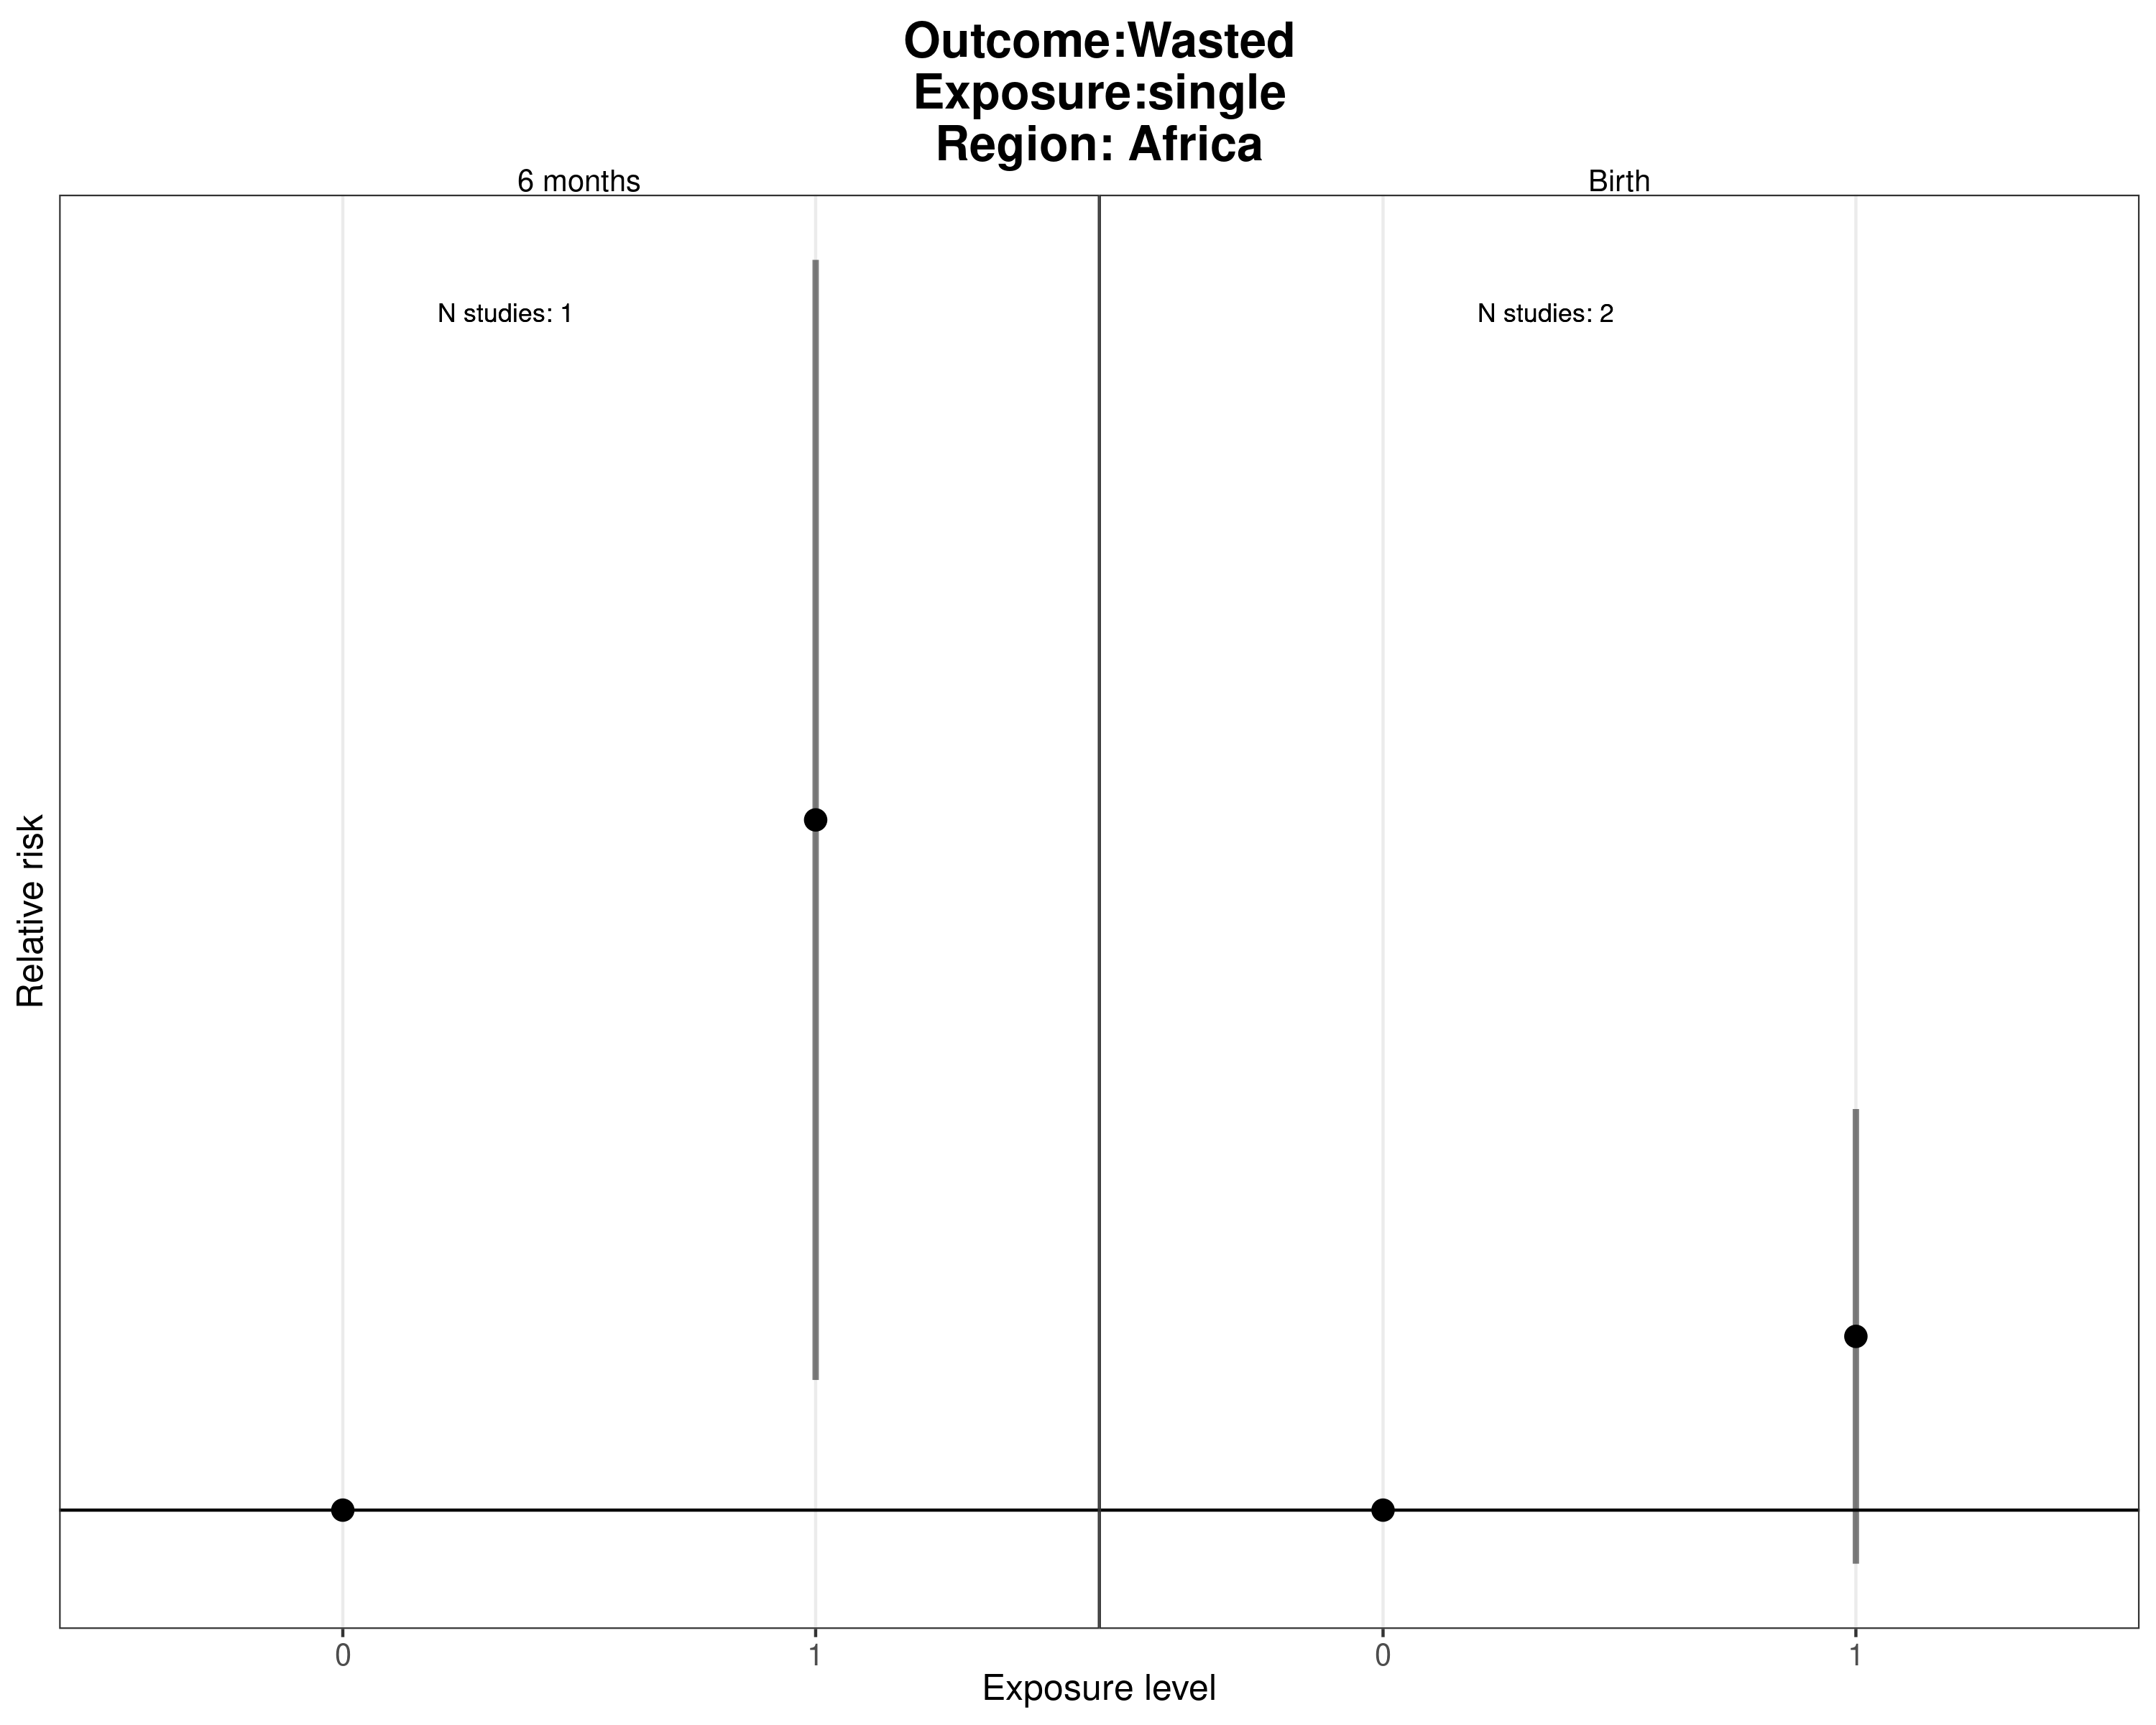 Outcome:Wasted
Exposure:single
Region: Africa
6 months
Birth
N studies: 1
N studies: 2
Relative risk
0
1
0
1
Exposure level